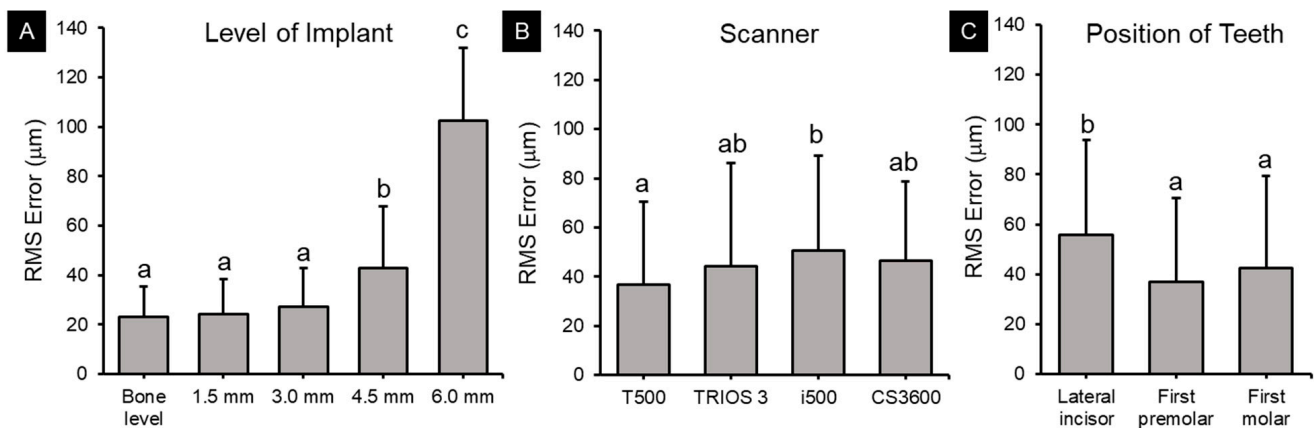 A
Level of Implant
RMS Error (μm)
140
120
100
80
60
40
20
0
a
a
a
b
c
Bone level
1.5 mm
3.0 mm
4.5 mm
6.0 mm
B
Scanner
RMS Error (μm)
140
120
100
80
60
40
20
0
a
ab
b
ab
T500
TRIOS 3
i500
CS3600
C
Position of Teeth
RMS Error (μm)
140
120
100
80
60
40
20
0
b
a
a
Lateral
incisor
First
premolar
First
molar